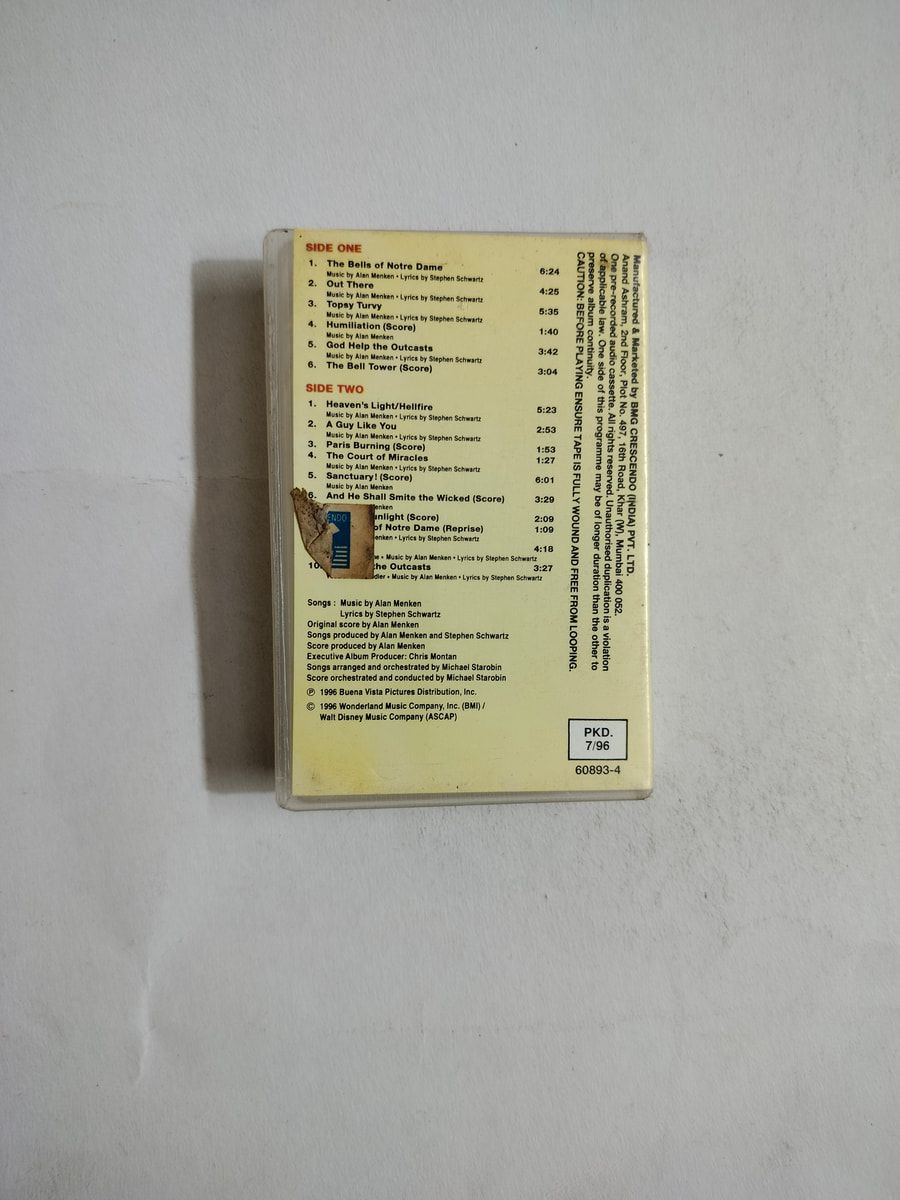 SIDE ONE
1. The Bells of Notre Dame 6:24
Music by Alan Menken • Lyrics by Stephen Schwartz
2. Out There 4:25
Music by Alan Menken • Lyrics by Stephen Schwartz
3. Topsy Turvy 5:35
Music by Alan Menken • Lyrics by Stephen Schwartz
4. Humiliation (Score) 1:40
Music by Alan Menken
5. God Help the Outcasts 3:42
Music by Alan Menken • Lyrics by Stephen Schwartz
6. The Bell Tower (Score) 3:04
SIDE TWO
1. Heaven's Light/Hellfire 5:23
Music by Alan Menken • Lyrics by Stephen Schwartz
2. A Guy Like You 2:53
Music by Alan Menken • Lyrics by Stephen Schwartz
3. Paris Burning (Score) 1:53
4. The Court of Miracles 1:27
Music by Alan Menken • Lyrics by Stephen Schwartz
5. Sanctuary! (Score) 6:01
Music by Alan Menken
6. And He Shall Smite the Wicked (Score) 3:29
(Score) 2:09
of Notre Dame (Reprise) 1:09
• Lyrics by Stephen Schwartz
4:18
• Music by Alan Menken • Lyrics by Stephen Schwartz
10. the Outcasts 3:27
• Music by Alan Menken • Lyrics by Stephen Schwartz
Songs : Music by Alan Menken
Lyrics by Stephen Schwartz
Original score by Alan Menken
Songs produced by Alan Menken and Stephen Schwartz
Score produced by Alan Menken
Executive Album Producer: Chris Montan
Songs arranged and orchestrated by Michael Starobin
Score orchestrated and conducted by Michael Starobin
℗ 1996 Buena Vista Pictures Distribution, Inc.
© 1996 Wonderland Music Company, Inc. (BMI) /
Walt Disney Music Company (ASCAP)
Manufactured & Marketed by BMG CRESCENDO (INDIA) PVT. LTD.
Anand Ashram, 2nd Floor, Plot No. 497, 16th Road, Khar (W), Mumbai 400 052.
One pre-recorded audio cassette. All rights reserved. Unauthorised duplication is a violation
of applicable law. One side of this programme may be of longer duration than the other to
preserve album continuity.
CAUTION: BEFORE PLAYING ENSURE TAPE IS FULLY WOUND AND FREE FROM LOOPING.
PKD.
7/96
60893-4